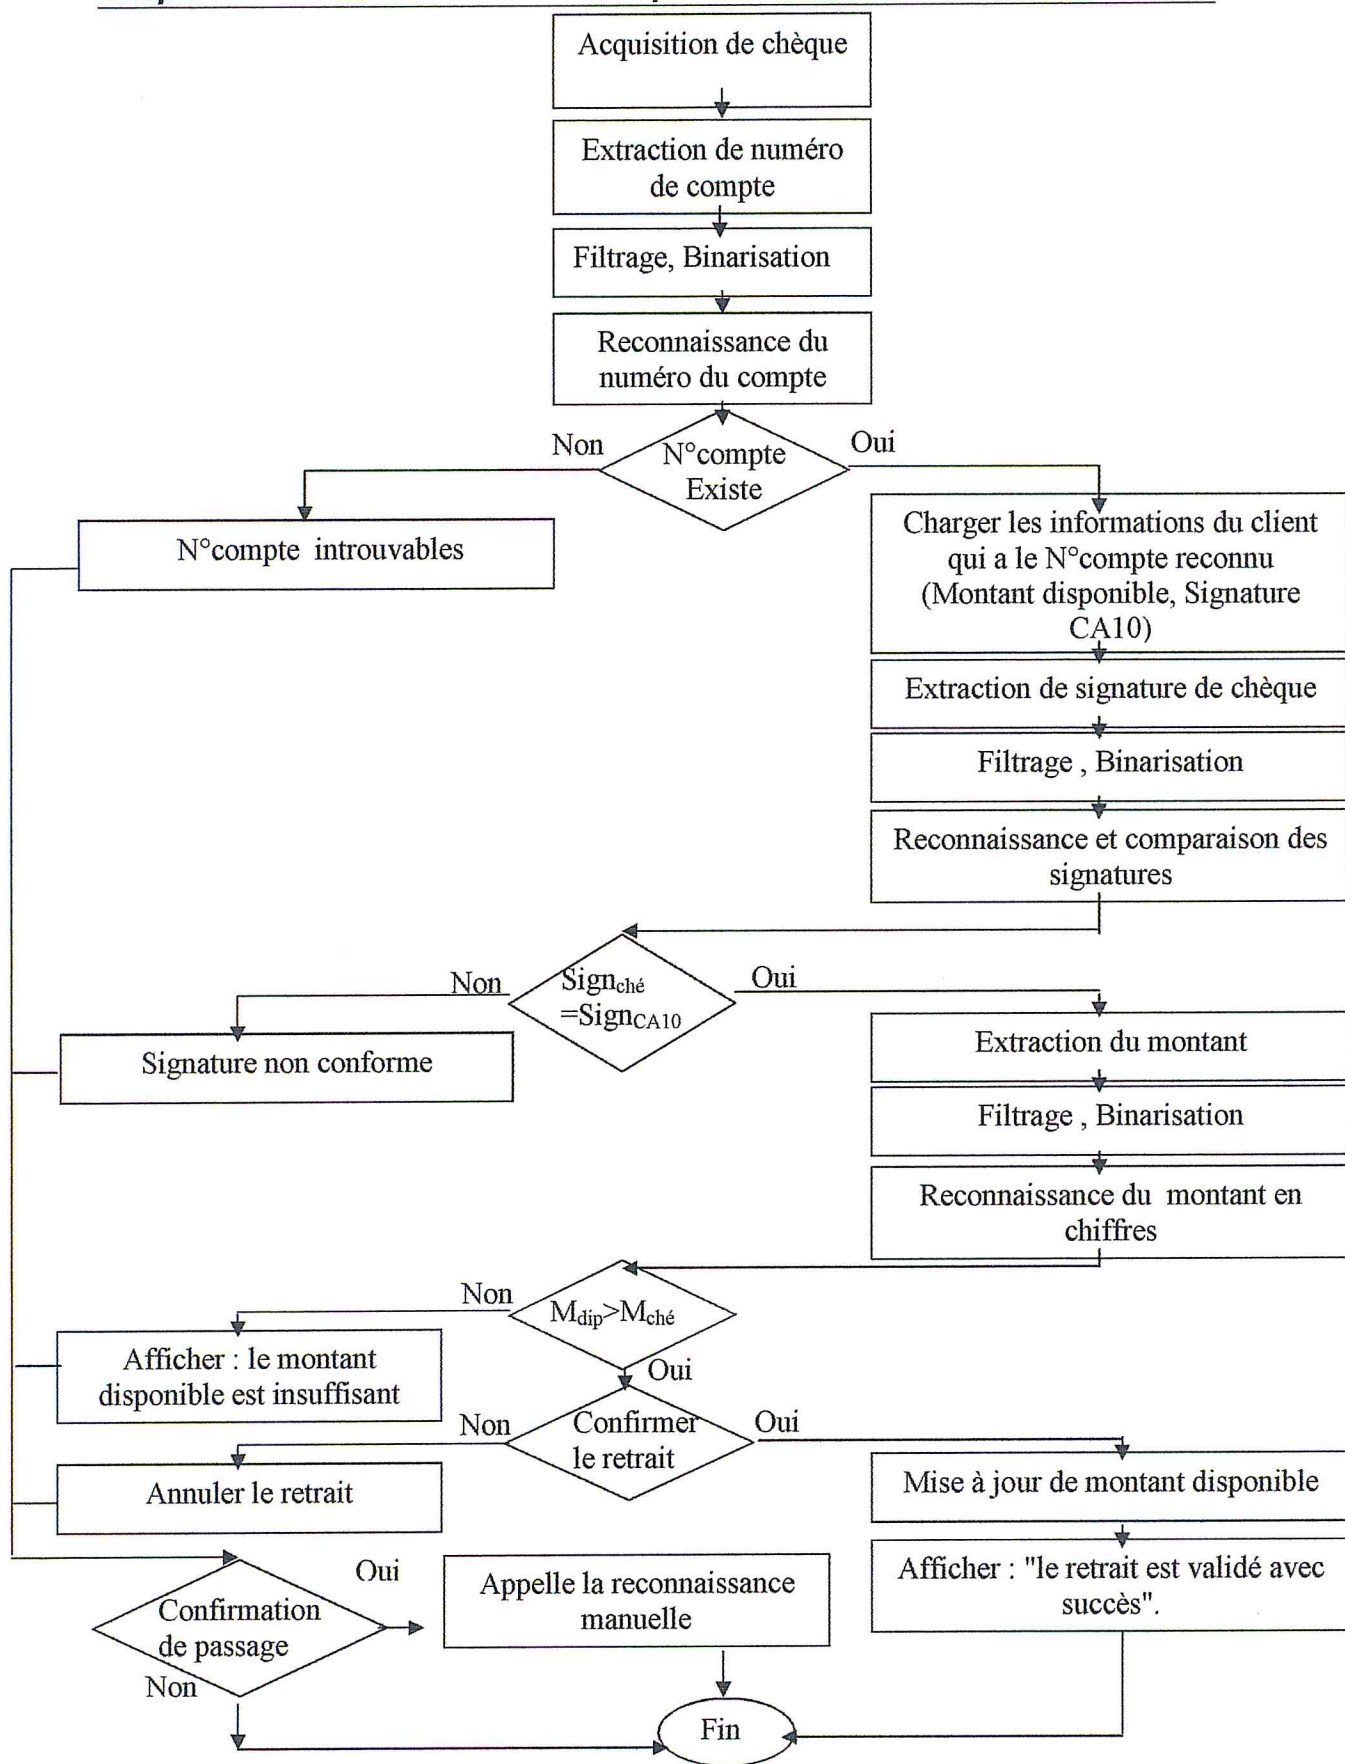 Acquisition de chèque
Extraction de numéro
de compte
Filtrage, Binarisation
Reconnaissance du
numéro du compte
Non
N°compte
Existe
Oui
N°compte introuvables
Charger les informations du client
qui a le N°compte reconnu
(Montant disponible, Signature
CA10)
Extraction de signature de chèque
Filtrage , Binarisation
Reconnaissance et comparaison des
signatures
Non
Sign_ché
=Sign_CA10
Oui
Signature non conforme
Extraction du montant
Filtrage , Binarisation
Reconnaissance du montant en
chiffres
Non
M_dip>M_ché
Oui
Afficher : le montant
disponible est insuffisant
Non
Confirmer
le retrait
Oui
Annuler le retrait
Mise à jour de montant disponible
Afficher : "le retrait est validé avec
succès".
Oui
Confirmation
de passage
Non
Appelle la reconnaissance
manuelle
Fin